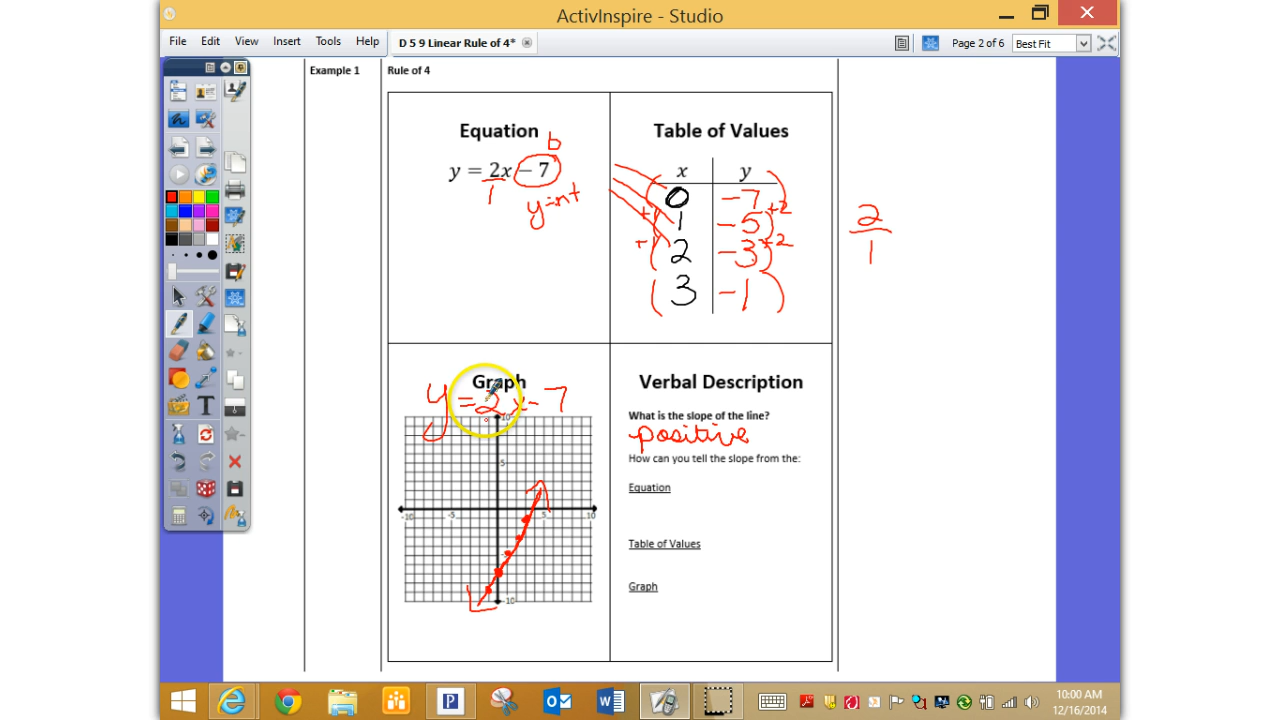 ActivInspire - Studio
File Edit View Insert Tools Help
D 5 9 Linear Rule of 4*
Page 2 of 6
Best Fit
Example 1
Rule of 4
Equation
b
y = 2x − 7
1
y-int
Table of Values
x y
0 -7
+1 +2
1 -5
+1 +2
2 -3
3 -1
2
1
Graph
y = 2x - 7
10
5
-10 -5 5 10
-10
Verbal Description
What is the slope of the line?
positive
How can you tell the slope from the:
Equation
Table of Values
Graph
10:00 AM
12/16/2014